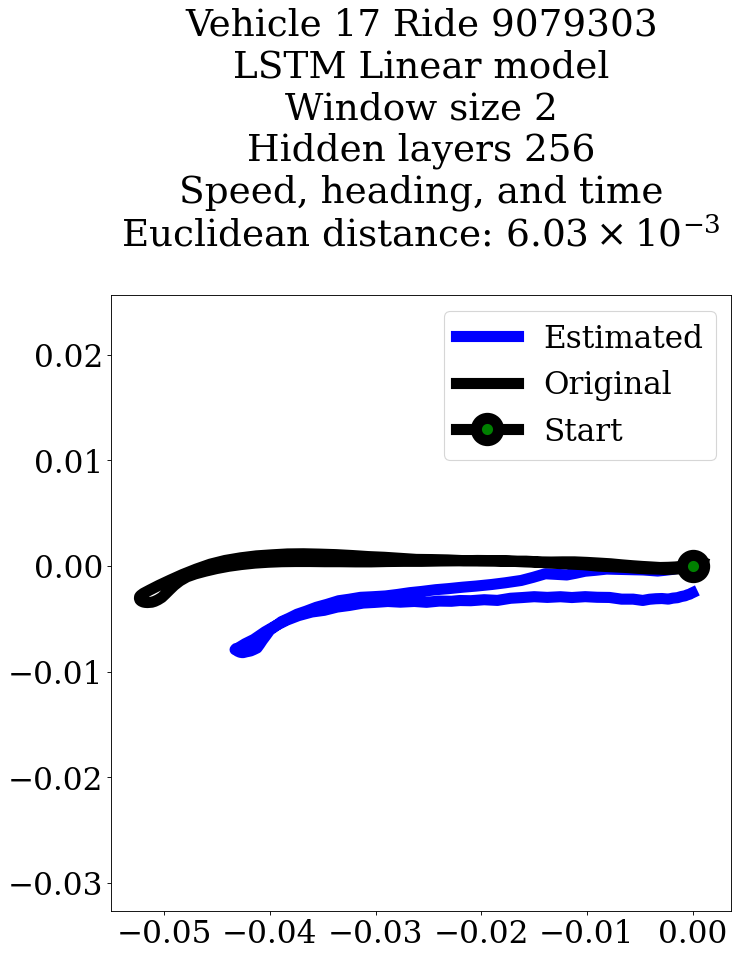 Vehicle 17 Ride 9079303
LSTM Linear model
Window size 2
Hidden layers 256
Speed, heading, and time
Euclidean distance: 6.03 × 10⁻³
Estimated
Original
Start
0.02
0.01
0.00
−0.01
−0.02
−0.03
−0.05 −0.04 −0.03 −0.02 −0.01 0.00